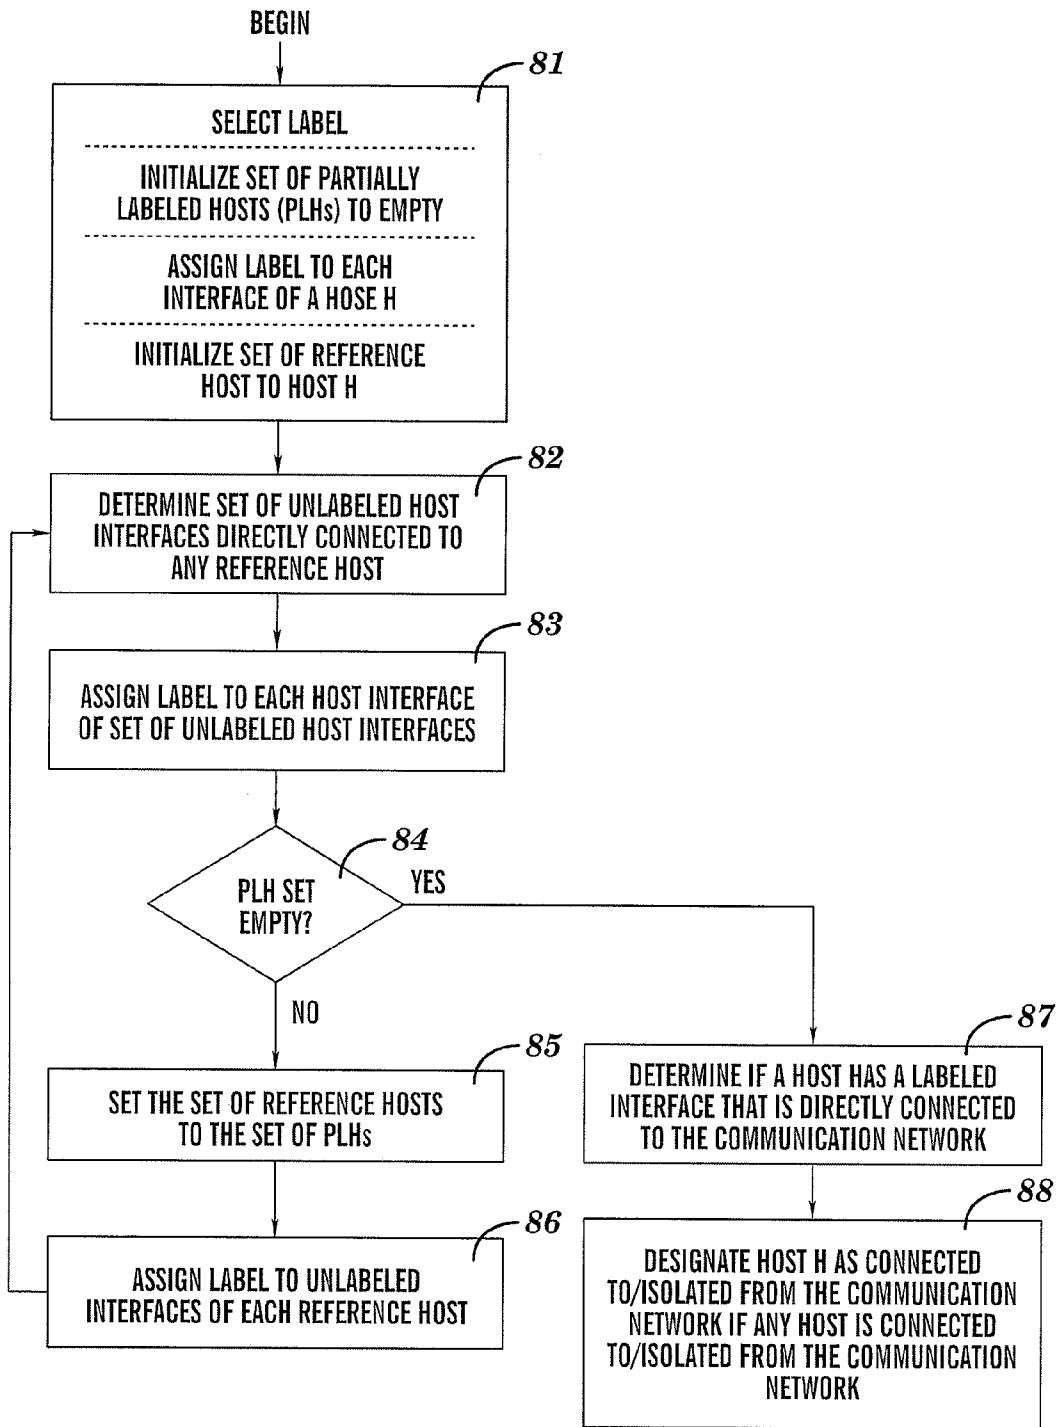 BEGIN
81
SELECT LABEL
INITIALIZE SET OF PARTIALLY
LABELED HOSTS (PLHs) TO EMPTY
ASSIGN LABEL TO EACH
INTERFACE OF A HOSE H
INITIALIZE SET OF REFERENCE
HOST TO HOST H
82
DETERMINE SET OF UNLABELED HOST
INTERFACES DIRECTLY CONNECTED TO
ANY REFERENCE HOST
83
ASSIGN LABEL TO EACH HOST INTERFACE
OF SET OF UNLABELED HOST INTERFACES
84
PLH SET
EMPTY?
YES
NO
85
SET THE SET OF REFERENCE HOSTS
TO THE SET OF PLHs
86
ASSIGN LABEL TO UNLABELED
INTERFACES OF EACH REFERENCE HOST
87
DETERMINE IF A HOST HAS A LABELED
INTERFACE THAT IS DIRECTLY CONNECTED
TO THE COMMUNICATION NETWORK
88
DESIGNATE HOST H AS CONNECTED
TO/ISOLATED FROM THE COMMUNICATION
NETWORK IF ANY HOST IS CONNECTED
TO/ISOLATED FROM THE COMMUNICATION
NETWORK